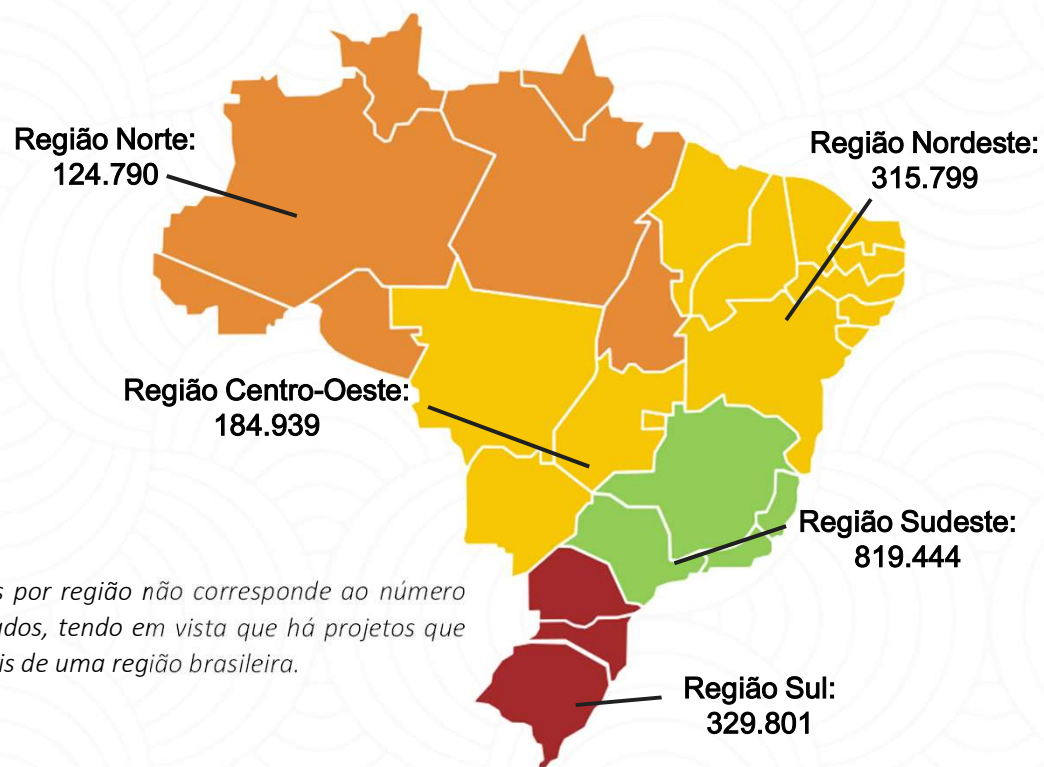 Região Norte:
124.790
Região Nordeste:
315.799
Região Centro-Oeste:
184.939
Região Sudeste:
819.444
s por região não corresponde ao número
ados, tendo em vista que há projetos que
is de uma região brasileira.
Região Sul:
329.801